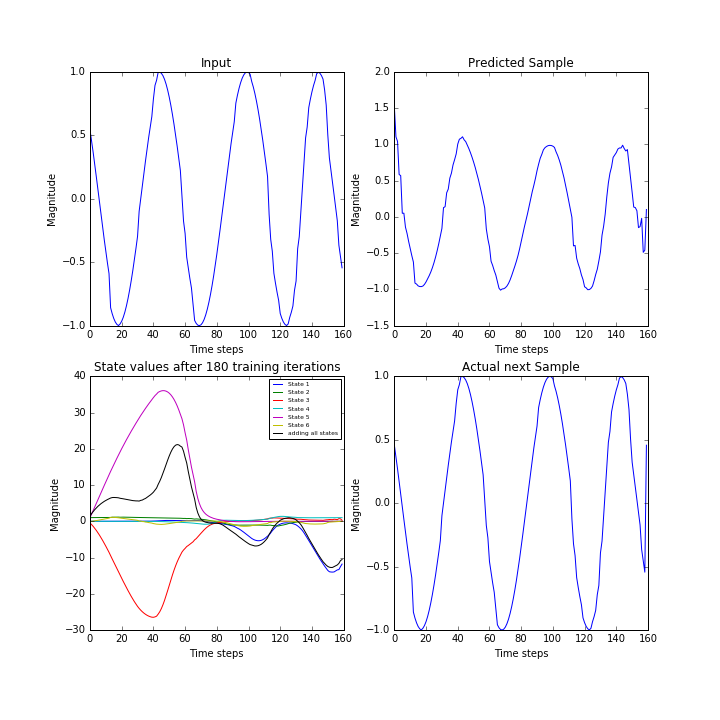 Input
1.0
0.5
0.0
−0.5
−1.0
Magnitude
0 20 40 60 80 100 120 140 160
Time steps
Predicted Sample
2.0
1.5
1.0
0.5
0.0
−0.5
−1.0
−1.5
Magnitude
0 20 40 60 80 100 120 140 160
Time steps
State values after 180 training iterations
40
30
20
10
0
−10
−20
−30
Magnitude
State 1
State 2
State 3
State 4
State 5
State 6
adding all states
0 20 40 60 80 100 120 140 160
Time steps
Actual next Sample
1.0
0.5
0.0
−0.5
−1.0
Magnitude
0 20 40 60 80 100 120 140 160
Time steps